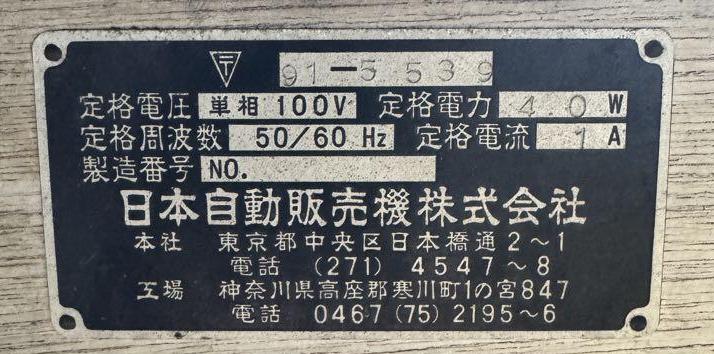 〒 91-5539
定格電圧 単相 100V 定格電力 40 W
定格周波数 50/60 Hz 定格電流 1 A
製造番号 NO.
日本自動販売機株式会社
本社 東京都中央区日本橋通2〜1
電話 (271) 4547〜8
工場 神奈川県高座郡寒川町1の宮847
電話 0467 (75) 2195〜6